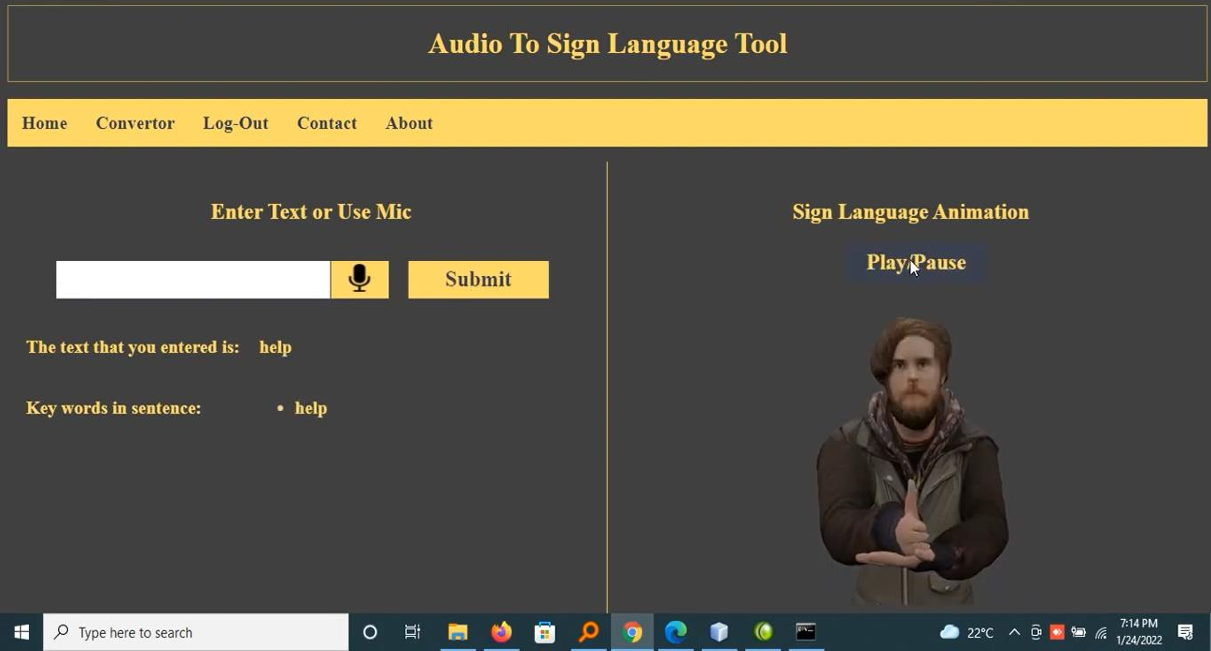 Audio To Sign Language Tool
Home Convertor Log-Out Contact About
Enter Text or Use Mic
Submit
The text that you entered is: help
Key words in sentence: • help
Sign Language Animation
Play/Pause
Type here to search
22°C
7:14 PM
1/24/2022